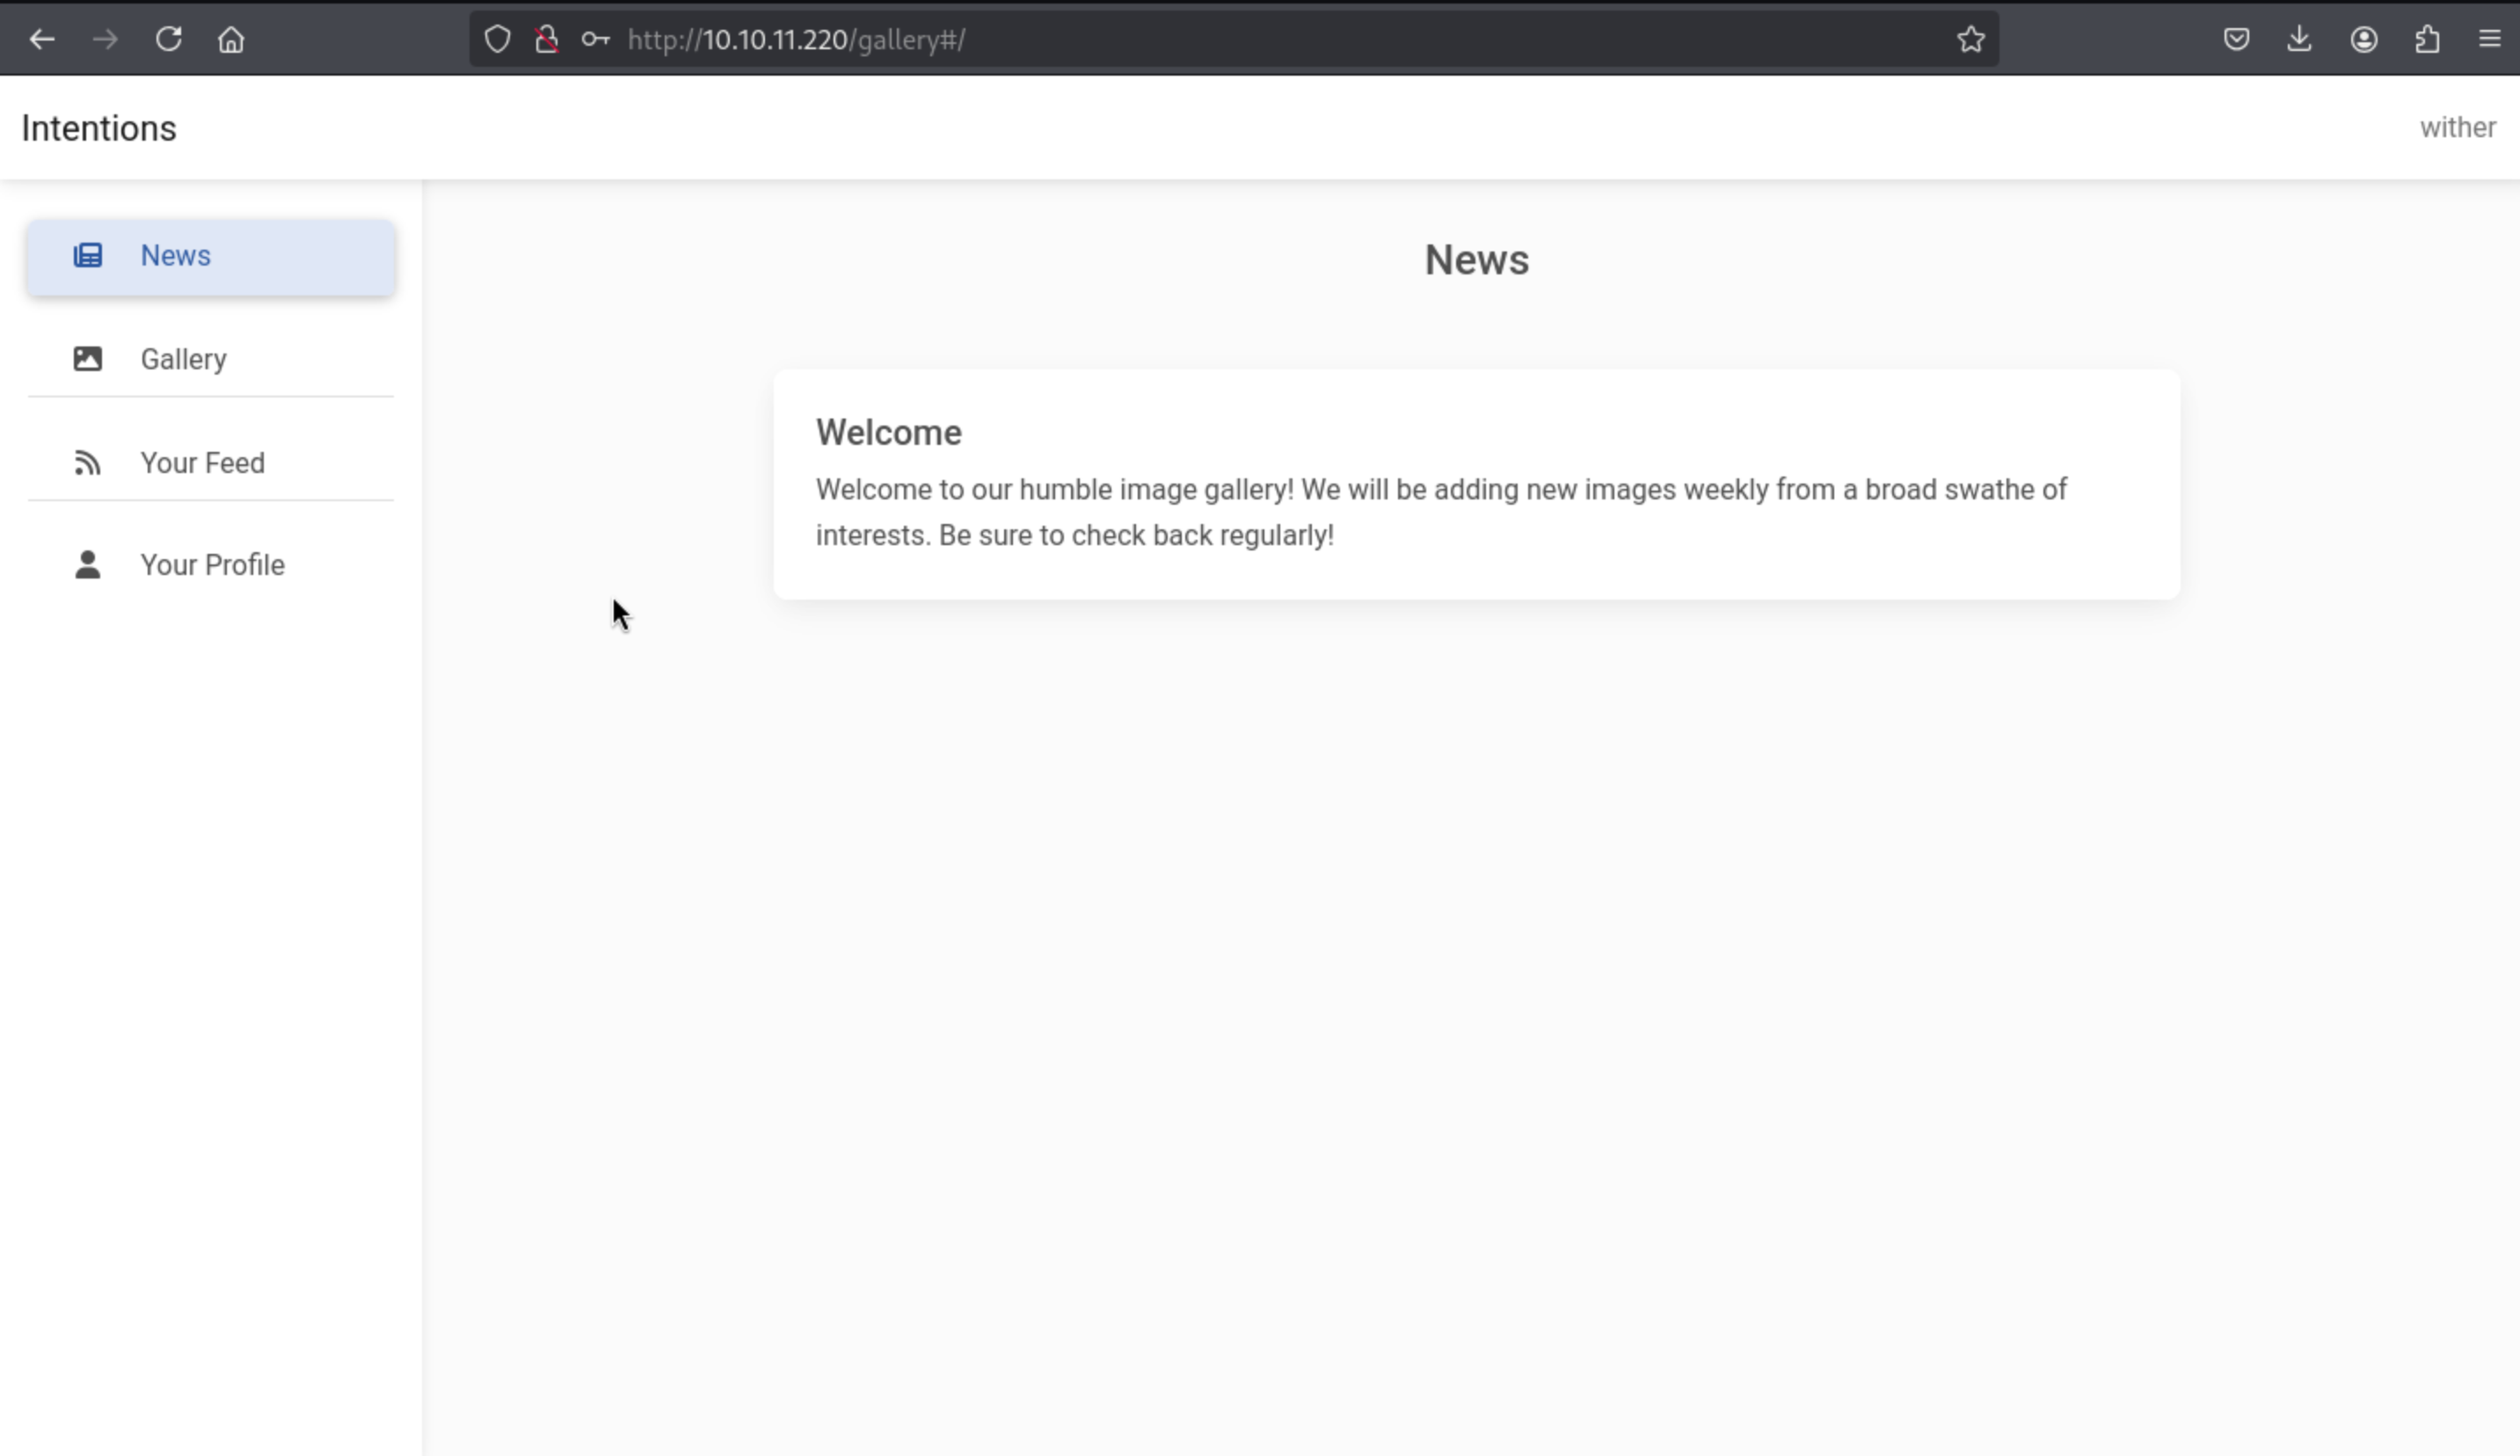 http://10.10.11.220/gallery#/
Intentions
wither
News
Gallery
Your Feed
Your Profile
News
Welcome
Welcome to our humble image gallery! We will be adding new images weekly from a broad swathe of
interests. Be sure to check back regularly!